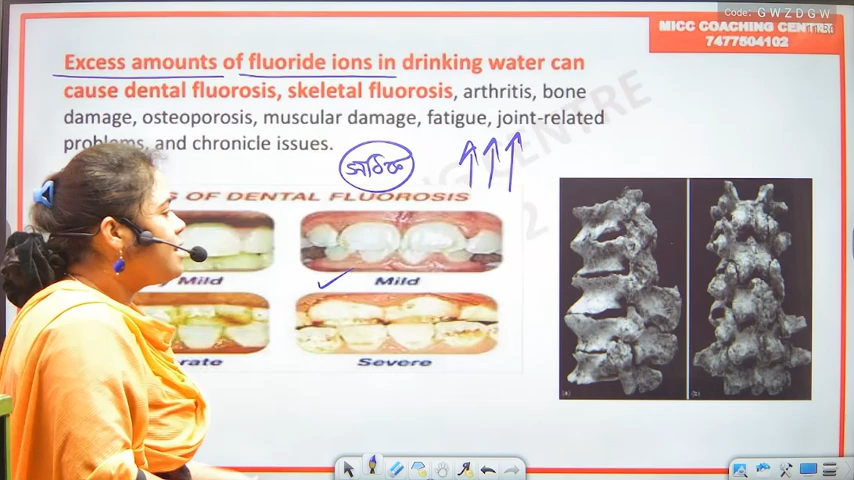 Code: G W Z D G W
MICC COACHING CENTRE
7477504102
Excess amounts of fluoride ions in drinking water can
cause dental fluorosis, skeletal fluorosis, arthritis, bone
damage, osteoporosis, muscular damage, fatigue, joint-related
problems, and chronicle issues.
সঠিক
S OF DENTAL FLUOROSIS
Mild
Mild
rate
Severe
(a)